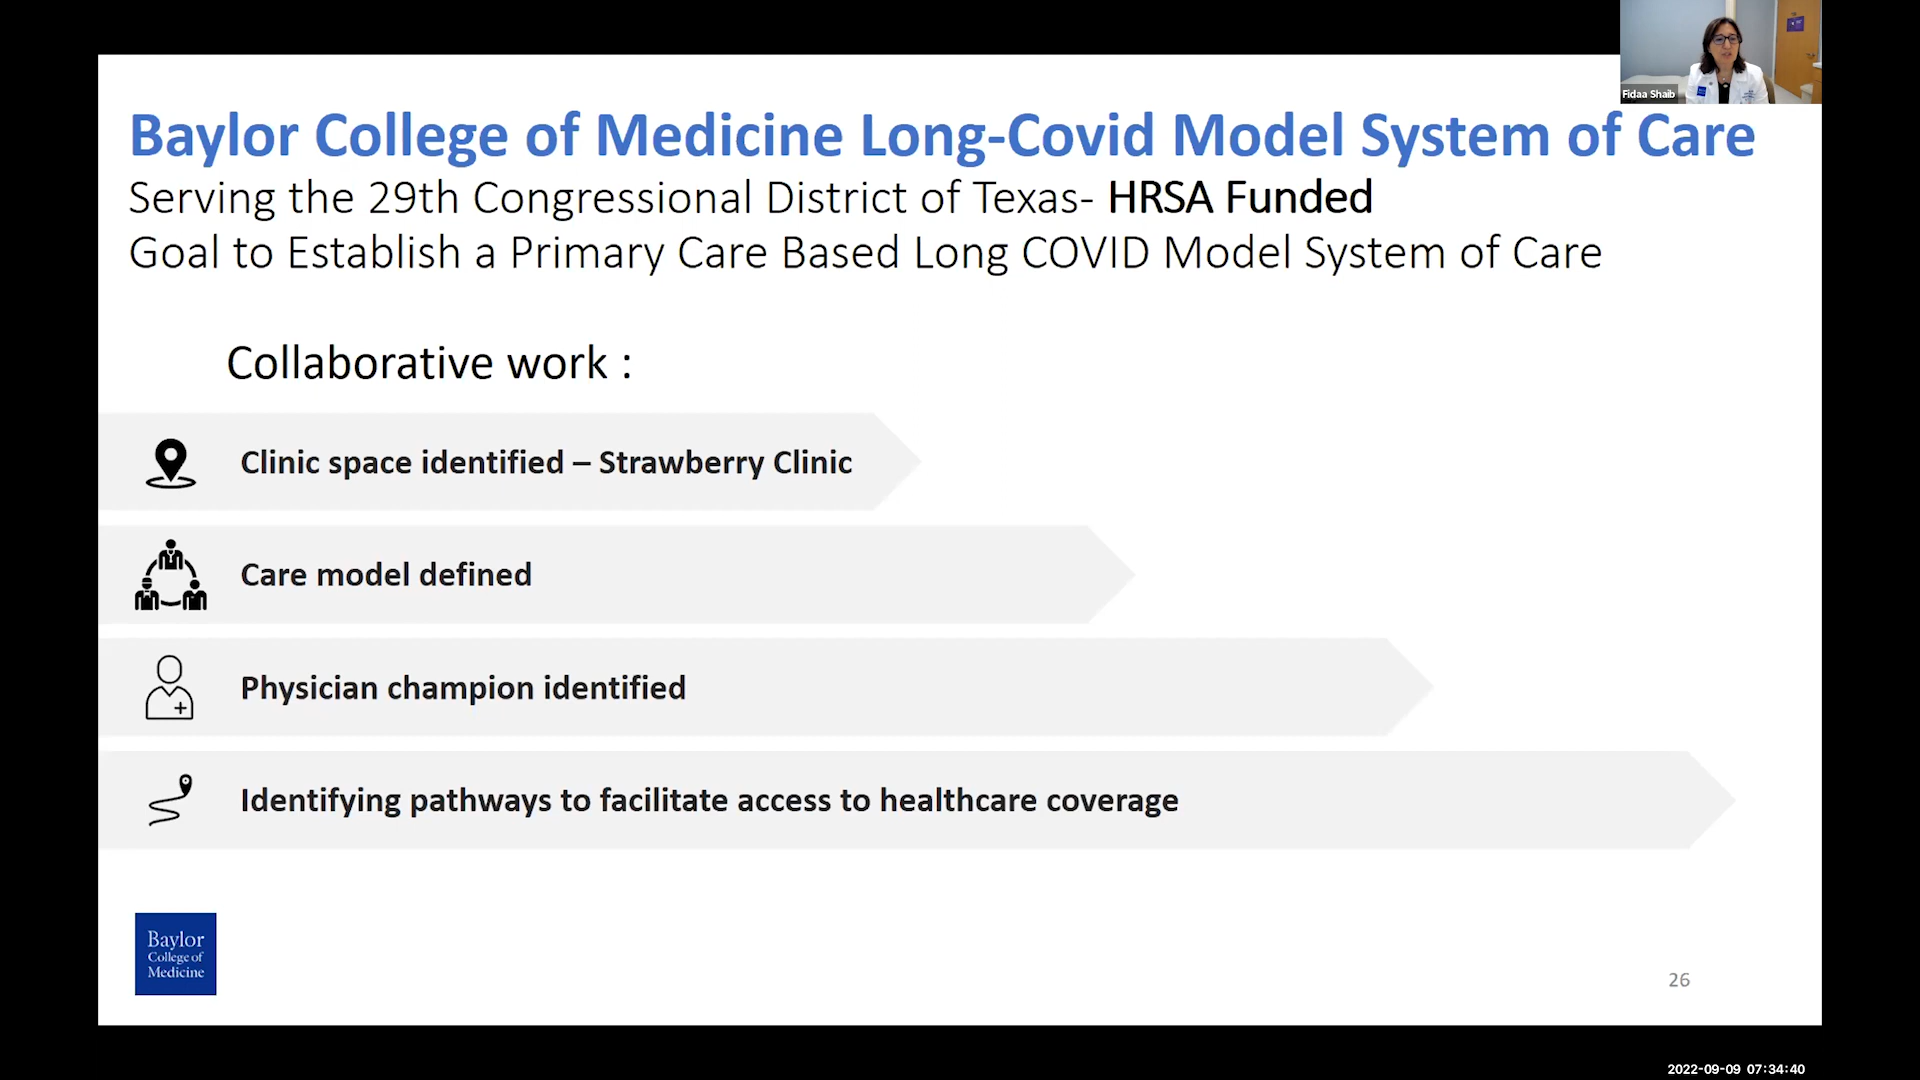 Fidaa Shaib
Baylor College of Medicine Long-Covid Model System of Care
Serving the 29th Congressional District of Texas- HRSA Funded
Goal to Establish a Primary Care Based Long COVID Model System of Care
Collaborative work :
Clinic space identified – Strawberry Clinic
Care model defined
Physician champion identified
Identifying pathways to facilitate access to healthcare coverage
Baylor
College of
Medicine
26
2022-09-09 07:34:40